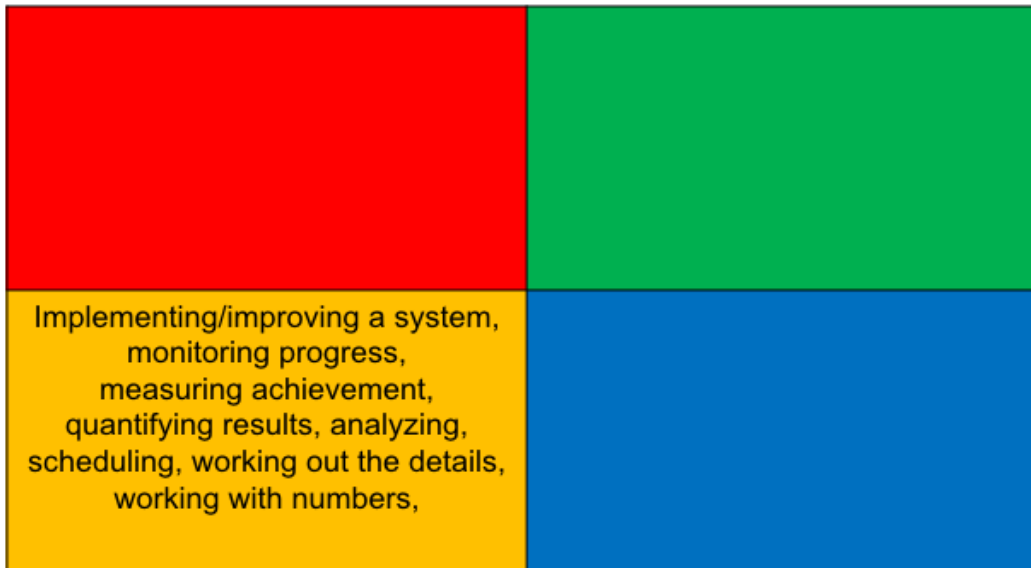 Implementing/improving a system,
monitoring progress,
measuring achievement,
quantifying results, analyzing,
scheduling, working out the details,
working with numbers,